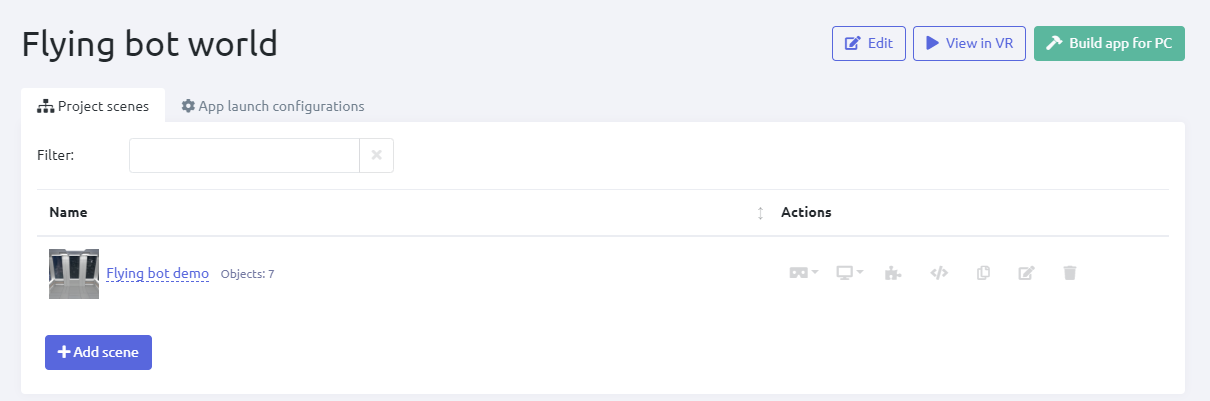 Flying bot world
Edit
View in VR
Build app for PC
Project scenes
App launch configurations
Filter:
Name
Actions
Flying bot demo Objects: 7
Add scene